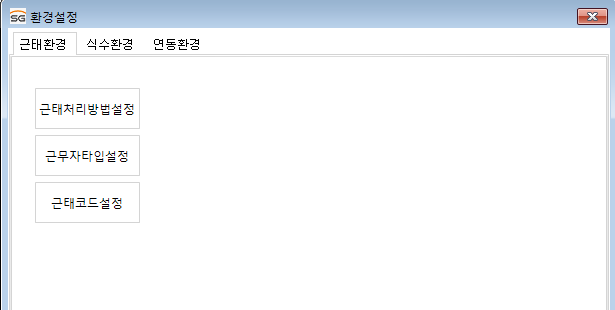 SG 환경설정
근태환경 식수환경 연동환경
근태처리방법설정
근무자타입설정
근태코드설정